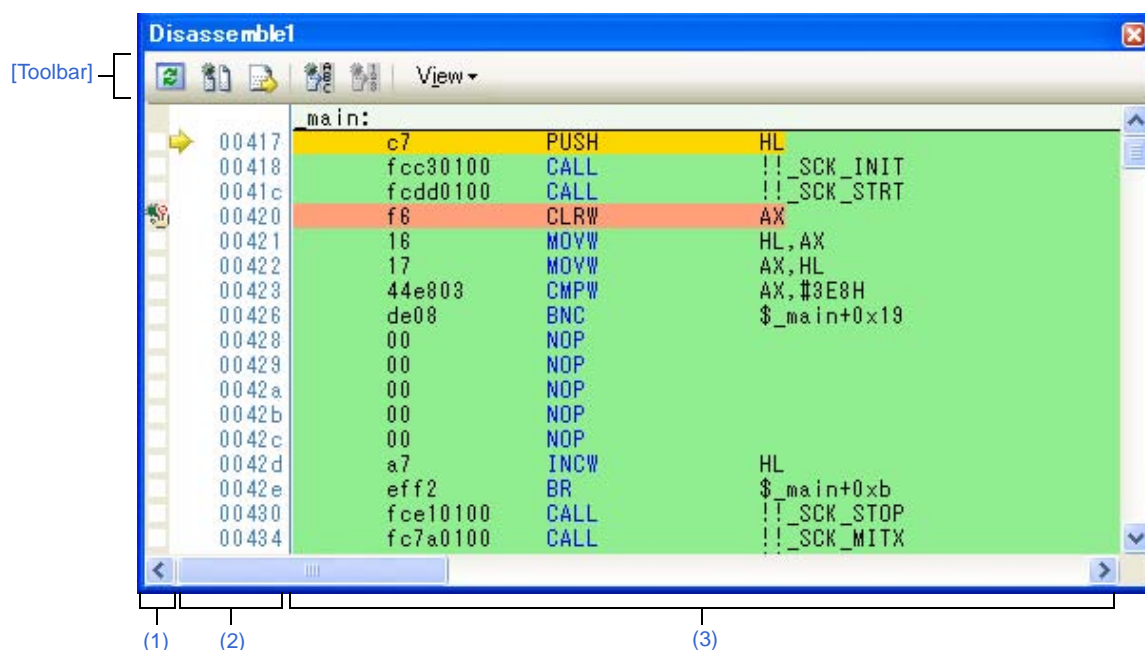 Disassemble1
[Toolbar]
View
_main:
00417 c7 PUSH HL
00418 fcc30100 CALL !!_SCK_INIT
0041c fcdd0100 CALL !!_SCK_STRT
00420 f6 CLRW AX
00421 16 MOVW HL,AX
00422 17 MOVW AX,HL
00423 44e803 CMPW AX,#3E8H
00426 de08 BNC $_main+0x19
00428 00 NOP
00429 00 NOP
0042a 00 NOP
0042b 00 NOP
0042c 00 NOP
0042d a7 INCW HL
0042e eff2 BR $_main+0xb
00430 fce10100 CALL !!_SCK_STOP
00434 fc7a0100 CALL !!_SCK_MITX
(1) (2) (3)